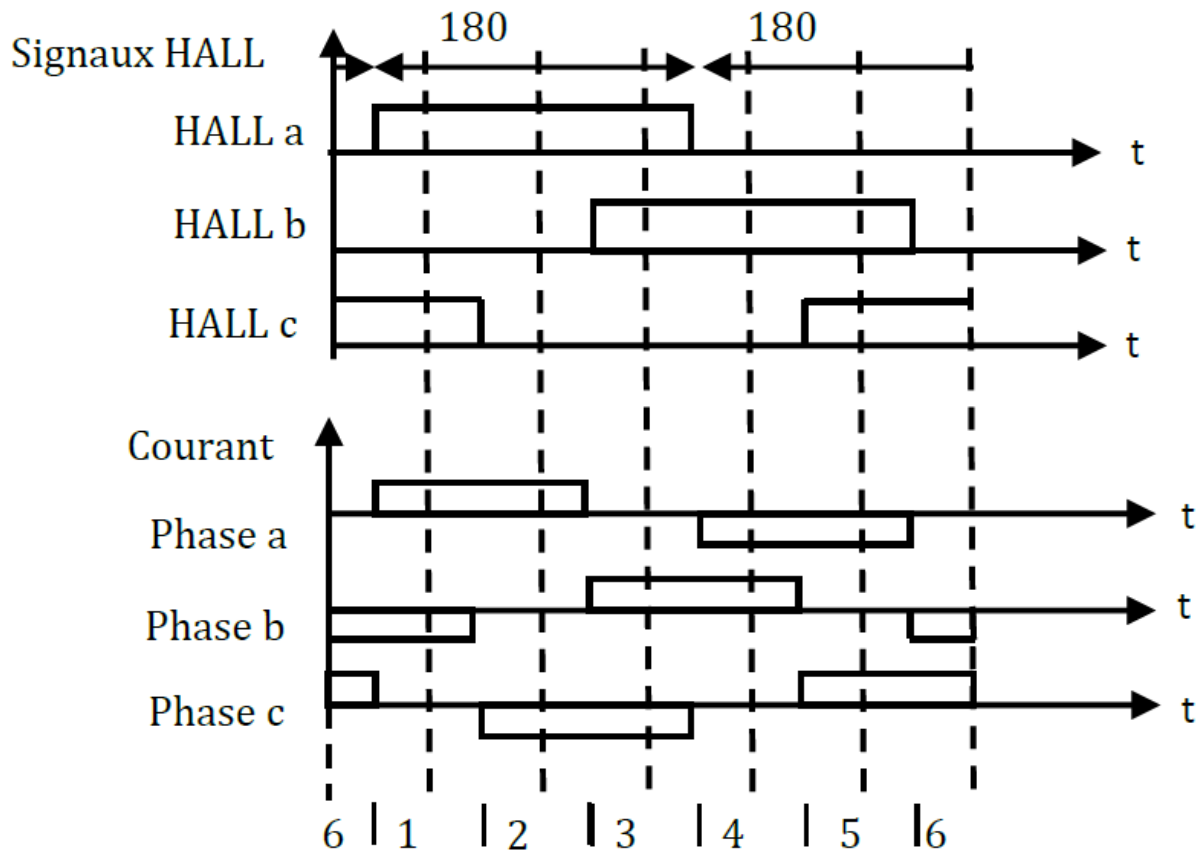 180 180
Signaux HALL
HALL a
t
HALL b
t
HALL c
t
Courant
Phase a
t
Phase b
t
Phase c
t
6 1 2 3 4 5 6